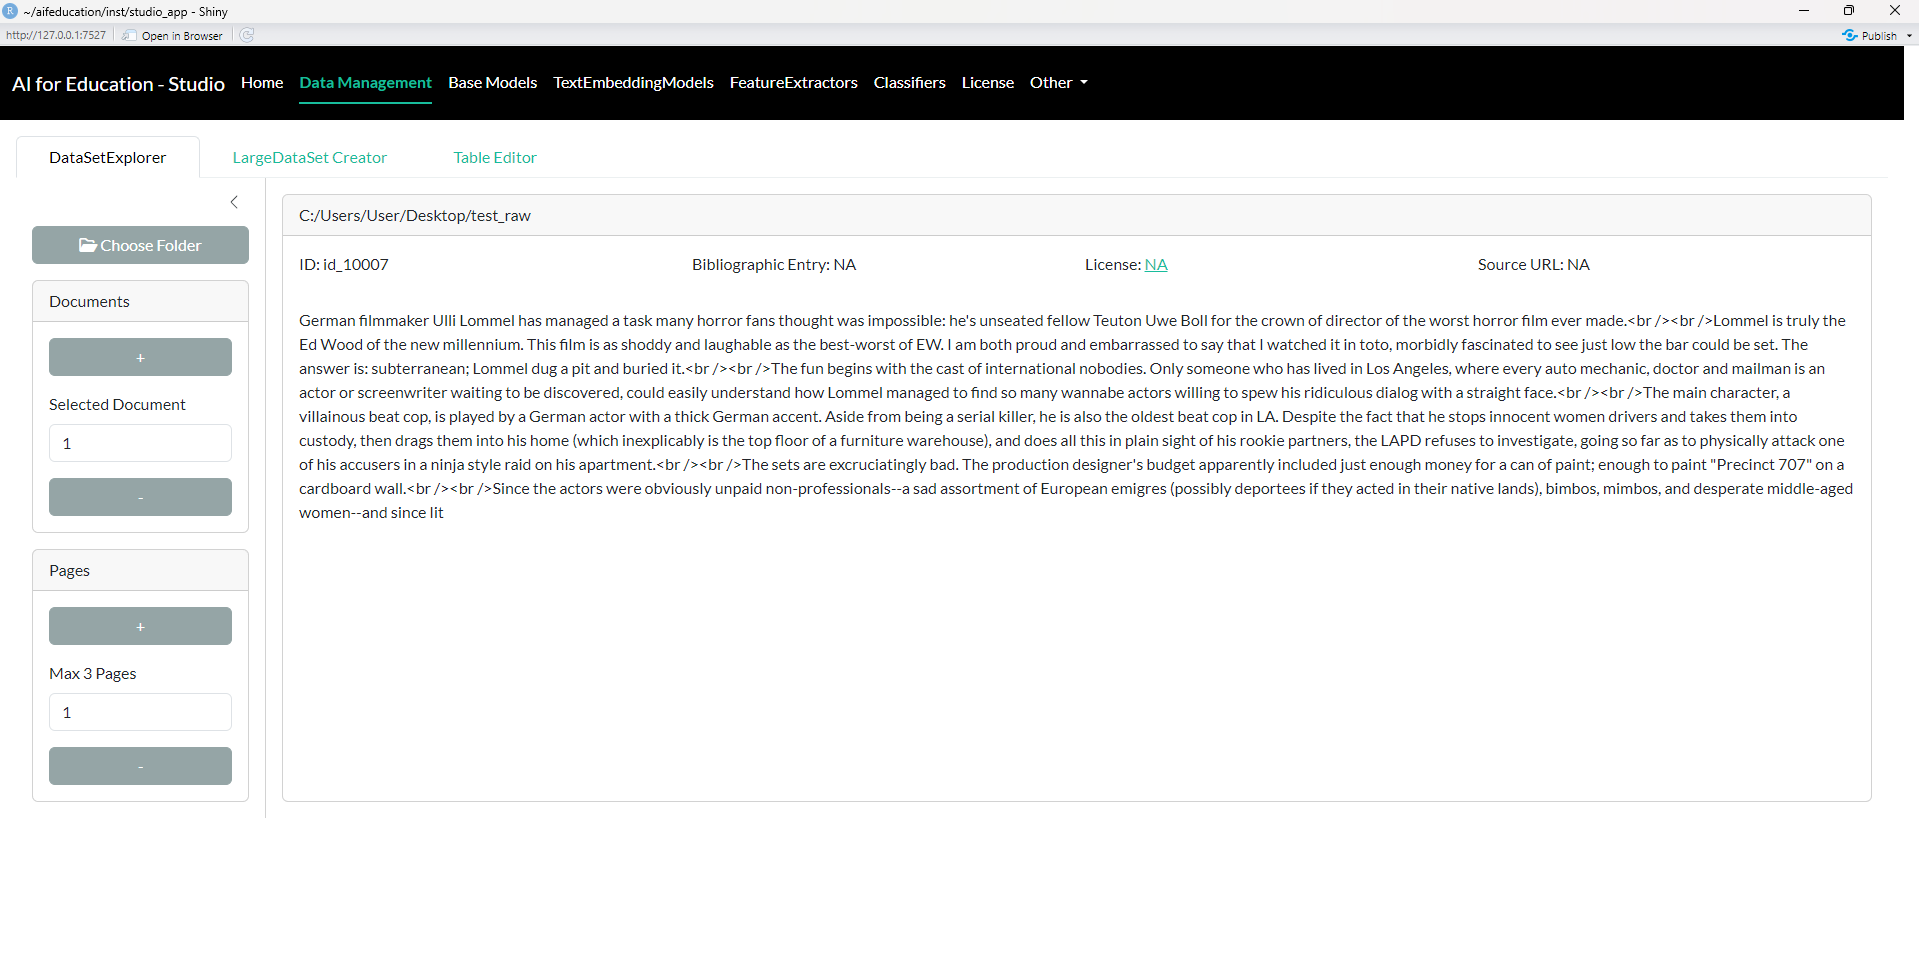 ~/aifeducation/inst/studio_app - Shiny
http://127.0.0.1:7527 Open in Browser Publish
AI for Education - Studio Home Data Management Base Models TextEmbeddingModels FeatureExtractors Classifiers License Other
DataSetExplorer LargeDataSet Creator Table Editor
C:/Users/User/Desktop/test_raw
Choose Folder
ID: id_10007 Bibliographic Entry: NA License: NA Source URL: NA
Documents
+
Selected Document
1
-
Pages
+
Max 3 Pages
1
-
German filmmaker Ulli Lommel has managed a task many horror fans thought was impossible: he's unseated fellow Teuton Uwe Boll for the crown of director of the worst horror film ever made.<br /><br />Lommel is truly the
Ed Wood of the new millennium. This film is as shoddy and laughable as the best-worst of EW. I am both proud and embarrassed to say that I watched it in toto, morbidly fascinated to see just low the bar could be set. The
answer is: subterranean; Lommel dug a pit and buried it.<br /><br />The fun begins with the cast of international nobodies. Only someone who has lived in Los Angeles, where every auto mechanic, doctor and mailman is an
actor or screenwriter waiting to be discovered, could easily understand how Lommel managed to find so many wannabe actors willing to spew his ridiculous dialog with a straight face.<br /><br />The main character, a
villainous beat cop, is played by a German actor with a thick German accent. Aside from being a serial killer, he is also the oldest beat cop in LA. Despite the fact that he stops innocent women drivers and takes them into
custody, then drags them into his home (which inexplicably is the top floor of a furniture warehouse), and does all this in plain sight of his rookie partners, the LAPD refuses to investigate, going so far as to physically attack one
of his accusers in a ninja style raid on his apartment.<br /><br />The sets are excruciatingly bad. The production designer's budget apparently included just enough money for a can of paint; enough to paint "Precinct 707" on a
cardboard wall.<br /><br />Since the actors were obviously unpaid non-professionals--a sad assortment of European emigres (possibly deportees if they acted in their native lands), bimbos, mimbos, and desperate middle-aged
women--and since lit